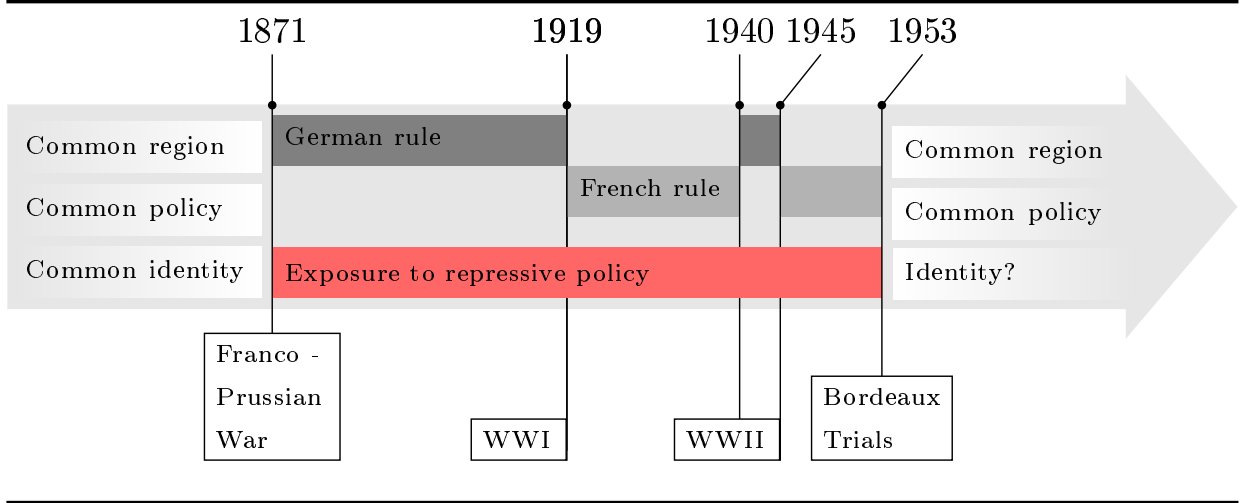 1871
1919
1940
1945
1953
Common region
Common policy
Common identity
German rule
French rule
Exposure to repressive policy
Common region
Common policy
Identity?
Franco -
Prussian
War
WWI
WWII
Bordeaux
Trials